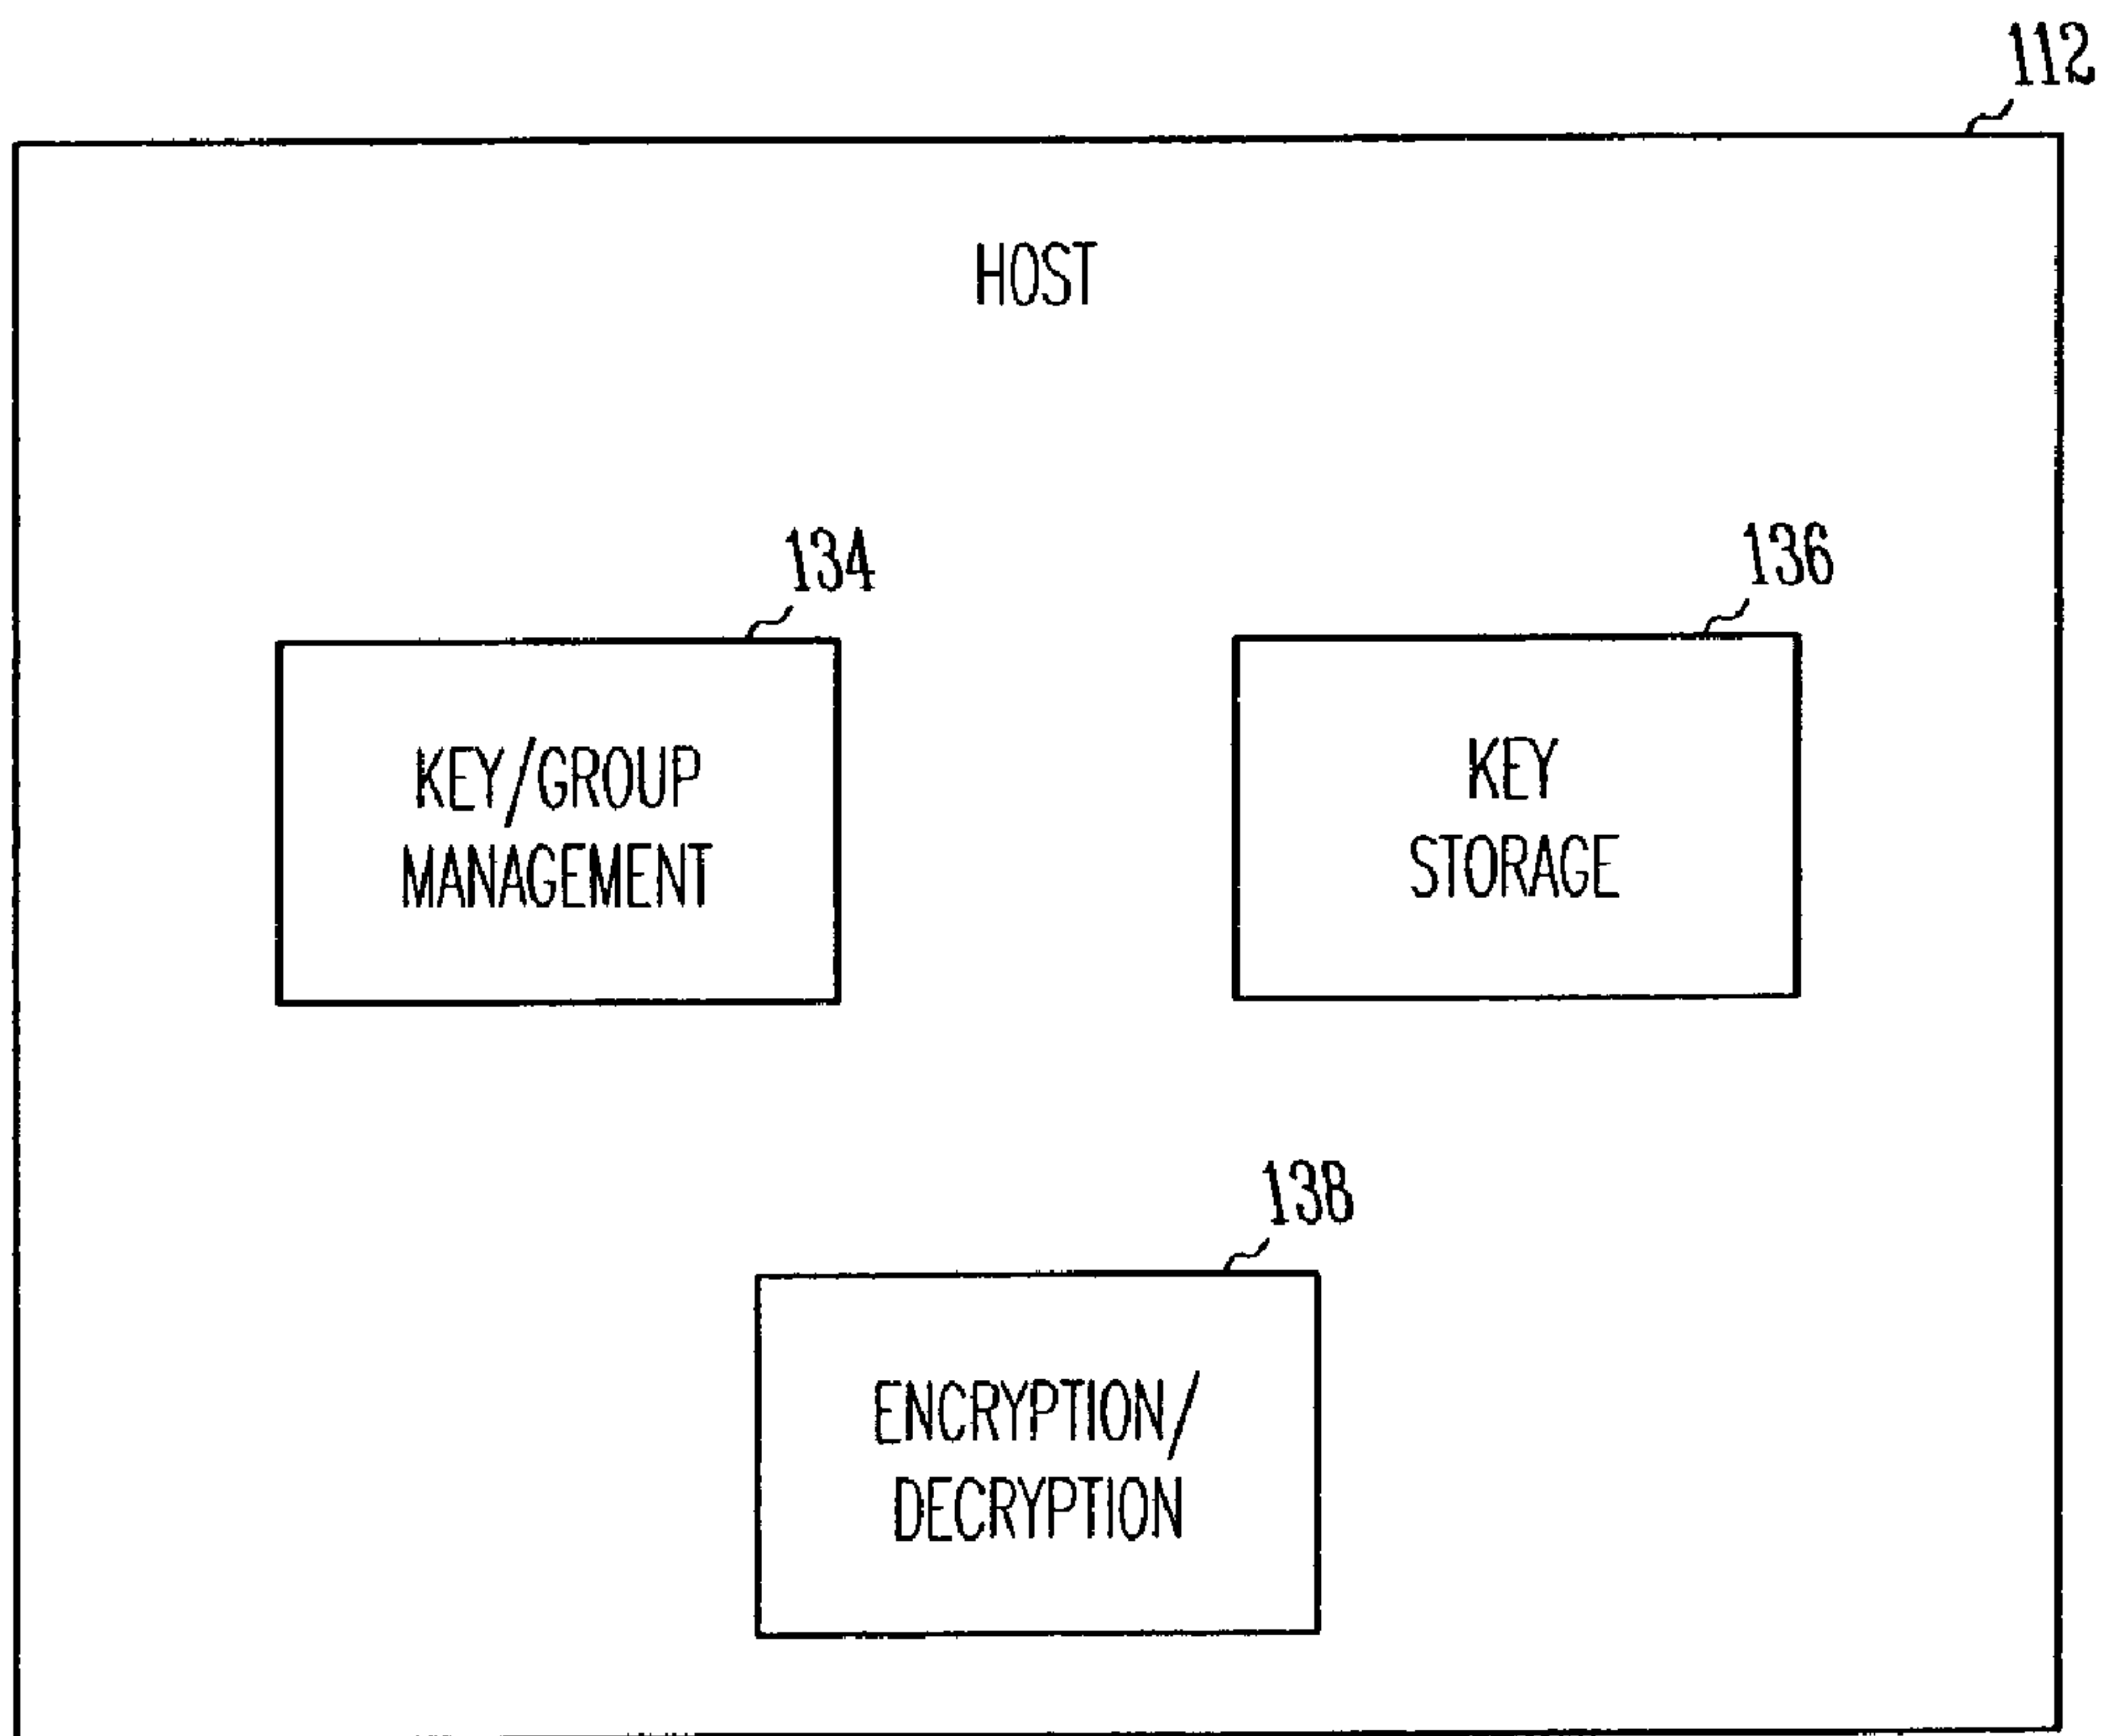 112
HOST
134
136
KEY/GROUP
MANAGEMENT
KEY
STORAGE
138
ENCRYPTION/
DECRYPTION